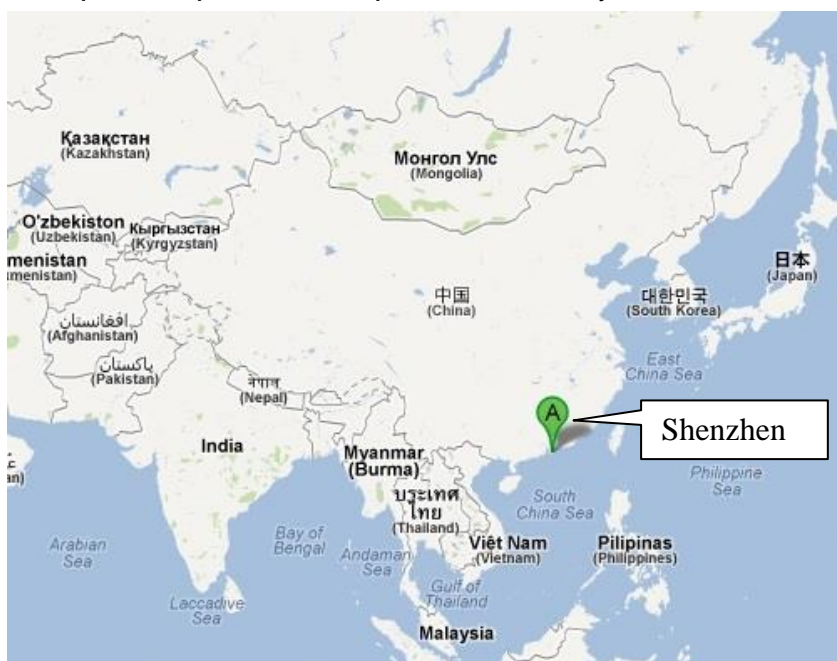 Қазақстан
(Kazakhstan)
Монгол Улс
(Mongolia)
O'zbekiston
(Uzbekistan)
Кыргызстан
(Kyrgyzstan)
menistan
menistan)
افغانستان
(Afghanistan)
پاکستان
(Pakistan)
नेपाल
(Nepal)
中国
(China)
대한민국
(South Korea)
日本
(Japan)
East
China Sea
A
Shenzhen
India
Myanmar
(Burma)
ประเทศ
ไทย
(Thailand)
South
China Sea
Philippine
Sea
Arabian
Sea
Bay of
Bengal
Andaman
Sea
Việt Nam
(Vietnam)
Pilipinas
(Philippines)
Gulf of
Thailand
Laccadive
Sea
Malaysia